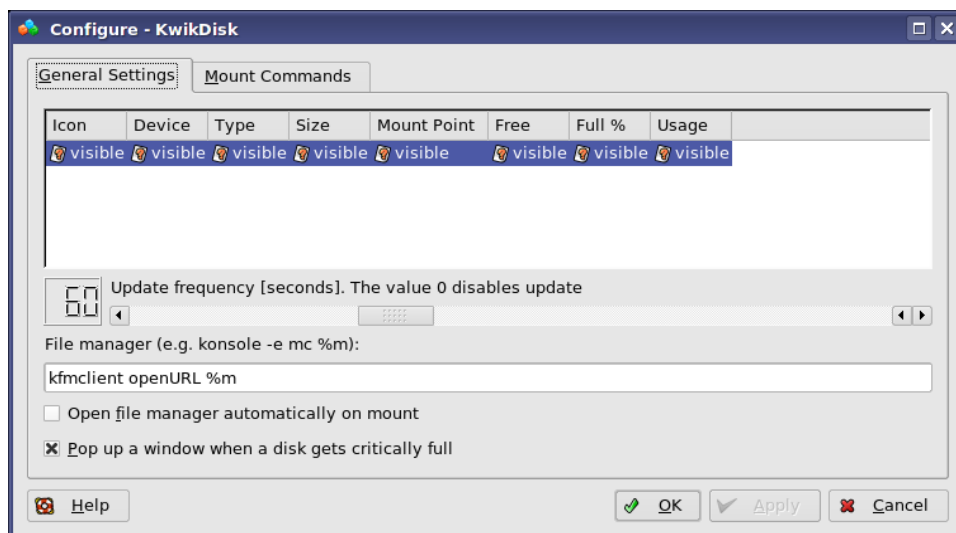 Configure - KwikDisk
General Settings Mount Commands
Icon Device Type Size Mount Point Free Full % Usage
visible visible visible visible visible visible visible visible
Update frequency [seconds]. The value 0 disables update
60
File manager (e.g. konsole -e mc %m):
kfmclient openURL %m
Open file manager automatically on mount
Pop up a window when a disk gets critically full
Help OK Apply Cancel